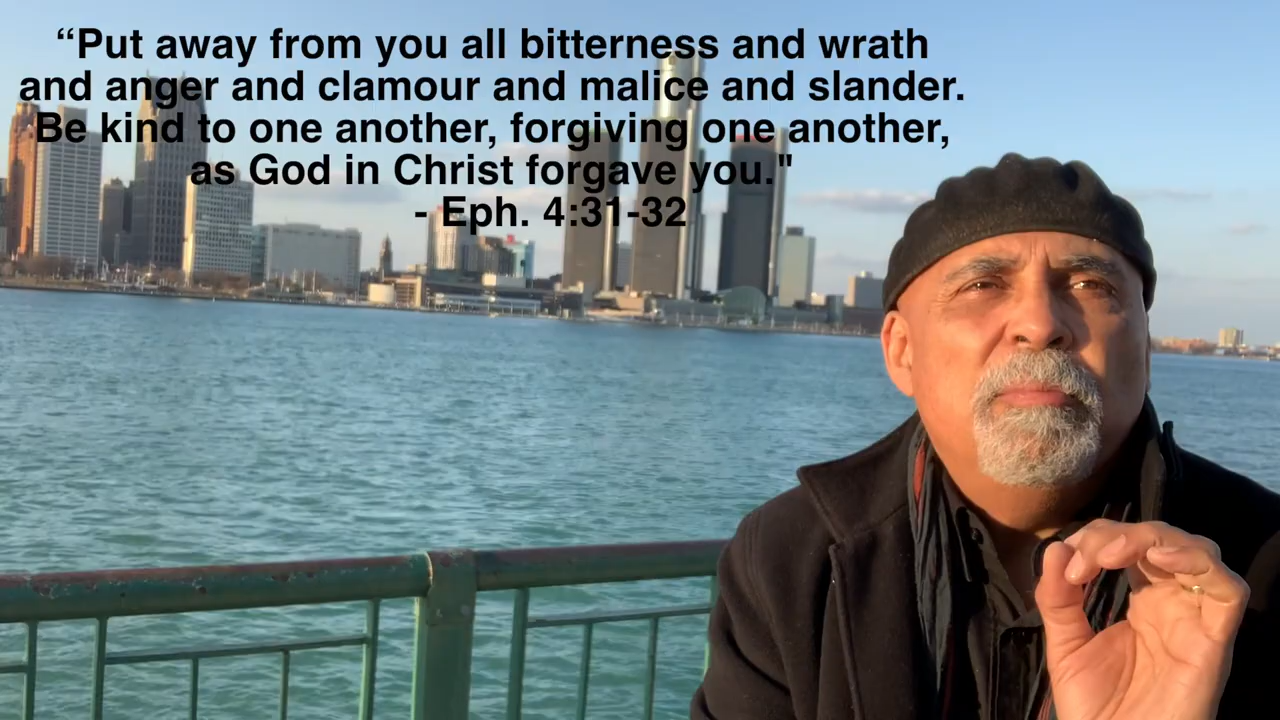 “Put away from you all bitterness and wrath
and anger and clamour and malice and slander.
Be kind to one another, forgiving one another,
as God in Christ forgave you."
- Eph. 4:31-32